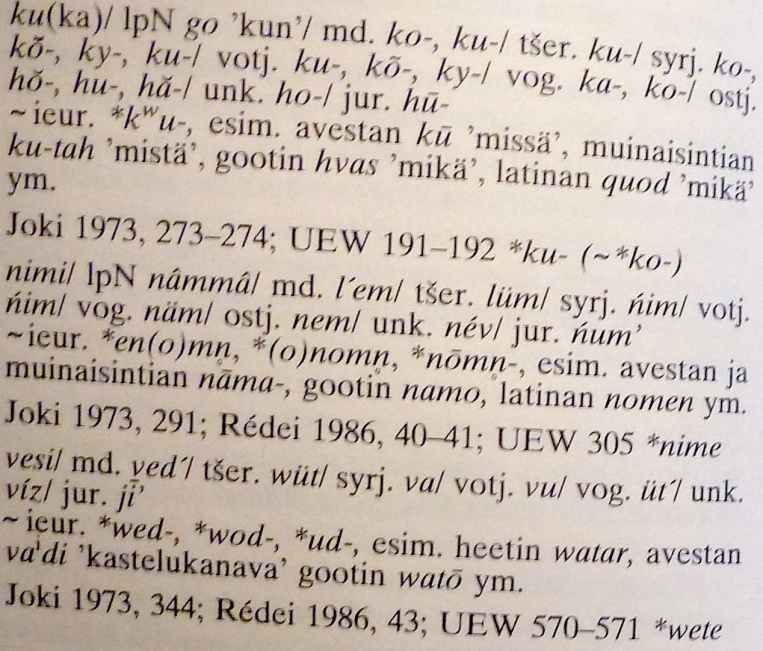 ku(ka)/ lpN go ’kun’/ md. ko-, ku-/ tšer. ku-/ syrj. ko-,
kõ-, ky-, ku-/ votj. ku-, kõ-, ky-/ vog. ka-, ko-/ ostj.
hŏ-, hu-, hă-/ unk. ho-/ jur. hū-
~ieur. *kʷu-, esim. avestan kū ’missä’, muinaisintian
ku-tah ’mistä’, gootin hvas ’mikä’, latinan quod ’mikä’
ym.
Joki 1973, 273–274; UEW 191–192 *ku- (~*ko-)
nimi/ lpN nâmmâ/ md. l´em/ tšer. lüm/ syrj. ńim/ votj.
ńim/ vog. näm/ ostj. nem/ unk. név/ jur. ńum’
~ieur. *en(o)mn̥, *(o)nomn̥, *nōmn̥-, esim. avestan ja
muinaisintian nāma-, gootin namo, latinan nomen ym.
Joki 1973, 291; Rédei 1986, 40–41; UEW 305 *nime
vesi/ md. ved´/ tšer. wüt/ syrj. va/ votj. vu/ vog. üt´/ unk.
víz/ jur. jī’
~ieur. *wed-, *wod-, *ud-, esim. heetin watar, avestan
vaⁱdi ’kastelukanava’ gootin watō ym.
Joki 1973, 344; Rédei 1986, 43; UEW 570–571 *wete